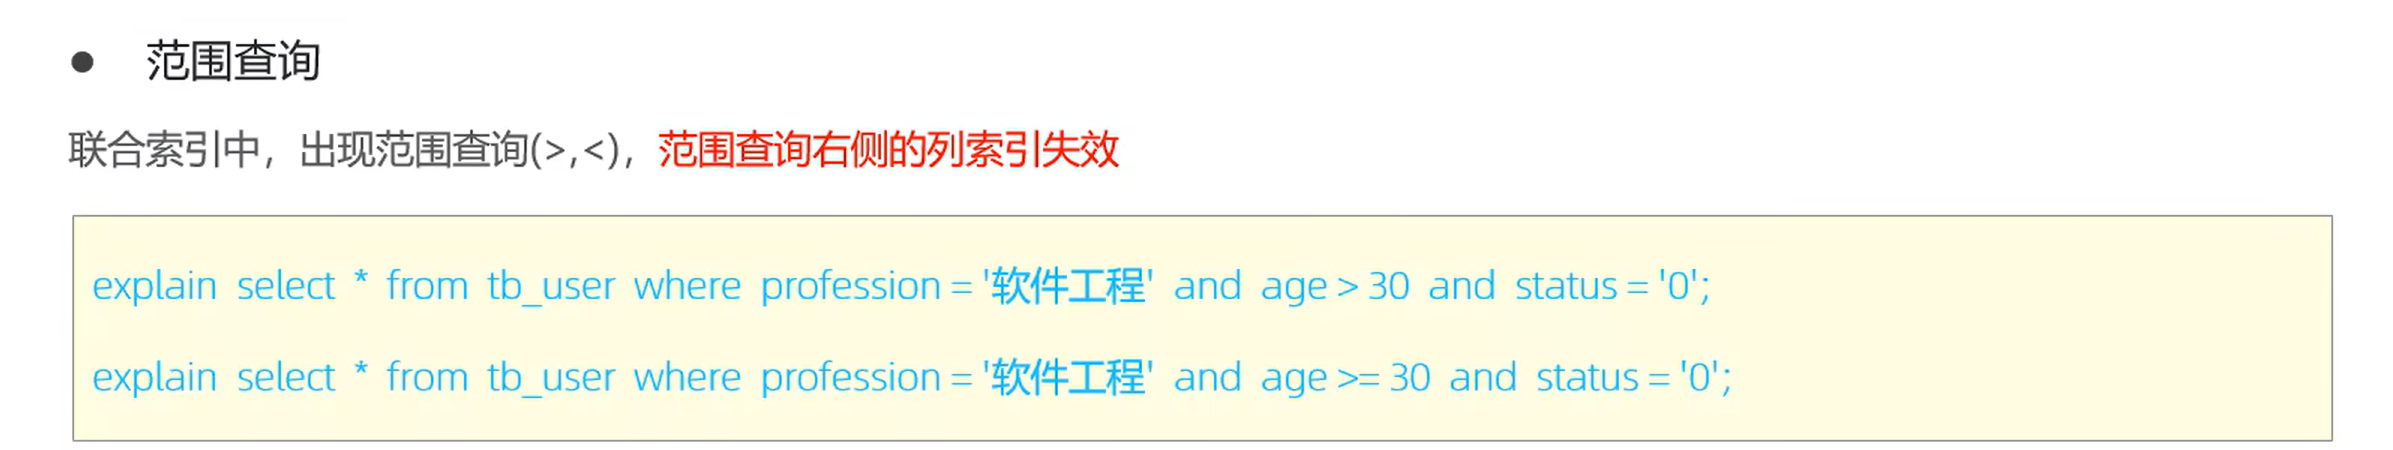 ● 范围查询
联合索引中，出现范围查询(>,<)，范围查询右侧的列索引失效
explain select * from tb_user where profession = '软件工程' and age > 30 and status = '0';
explain select * from tb_user where profession = '软件工程' and age >= 30 and status = '0';